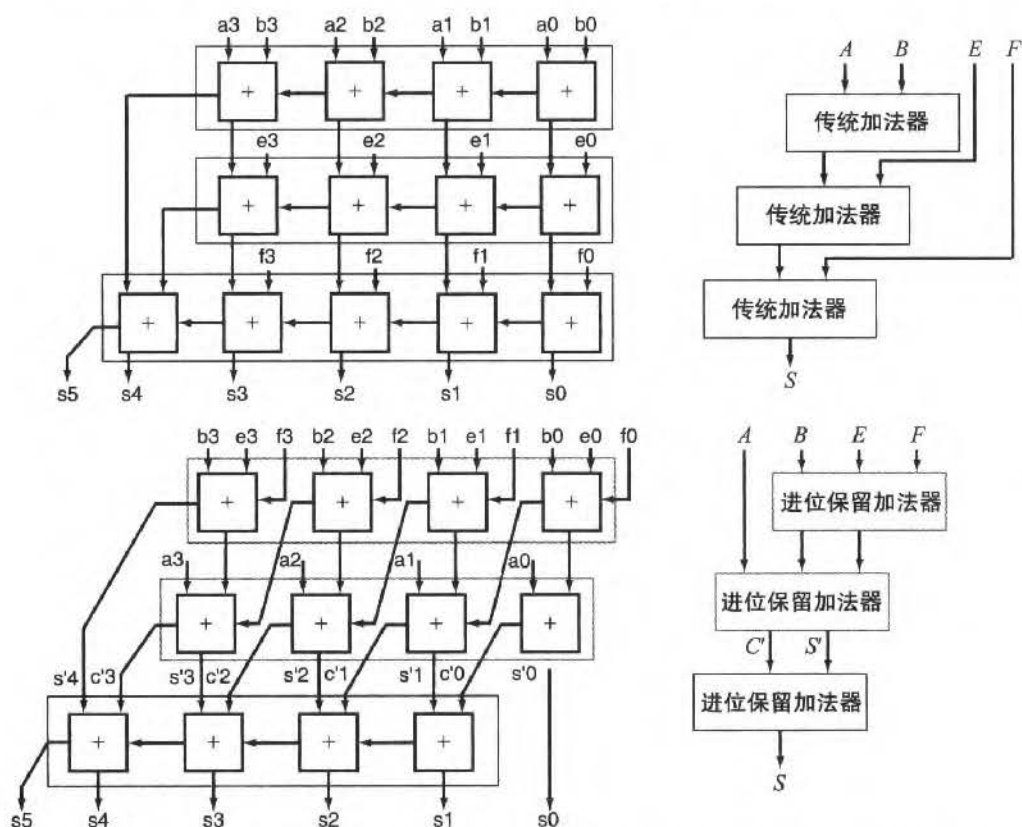 a3 b3 a2 b2 a1 b1 a0 b0
+ + + +
e3 e2 e1 e0
+ + + +
f3 f2 f1 f0
+ + + + +
s5 s4 s3 s2 s1 s0
A B E F
传统加法器
传统加法器
传统加法器
S
b3 e3 f3 b2 e2 f2 b1 e1 f1 b0 e0 f0
+ + + +
a3 a2 a1 a0
+ + + +
s'4 c'3 s'3 c'2 s'2 c'1 s'1 c'0 s'0
+ + + +
s5 s4 s3 s2 s1 s0
A B E F
进位保留加法器
进位保留加法器
C' S'
进位保留加法器
S